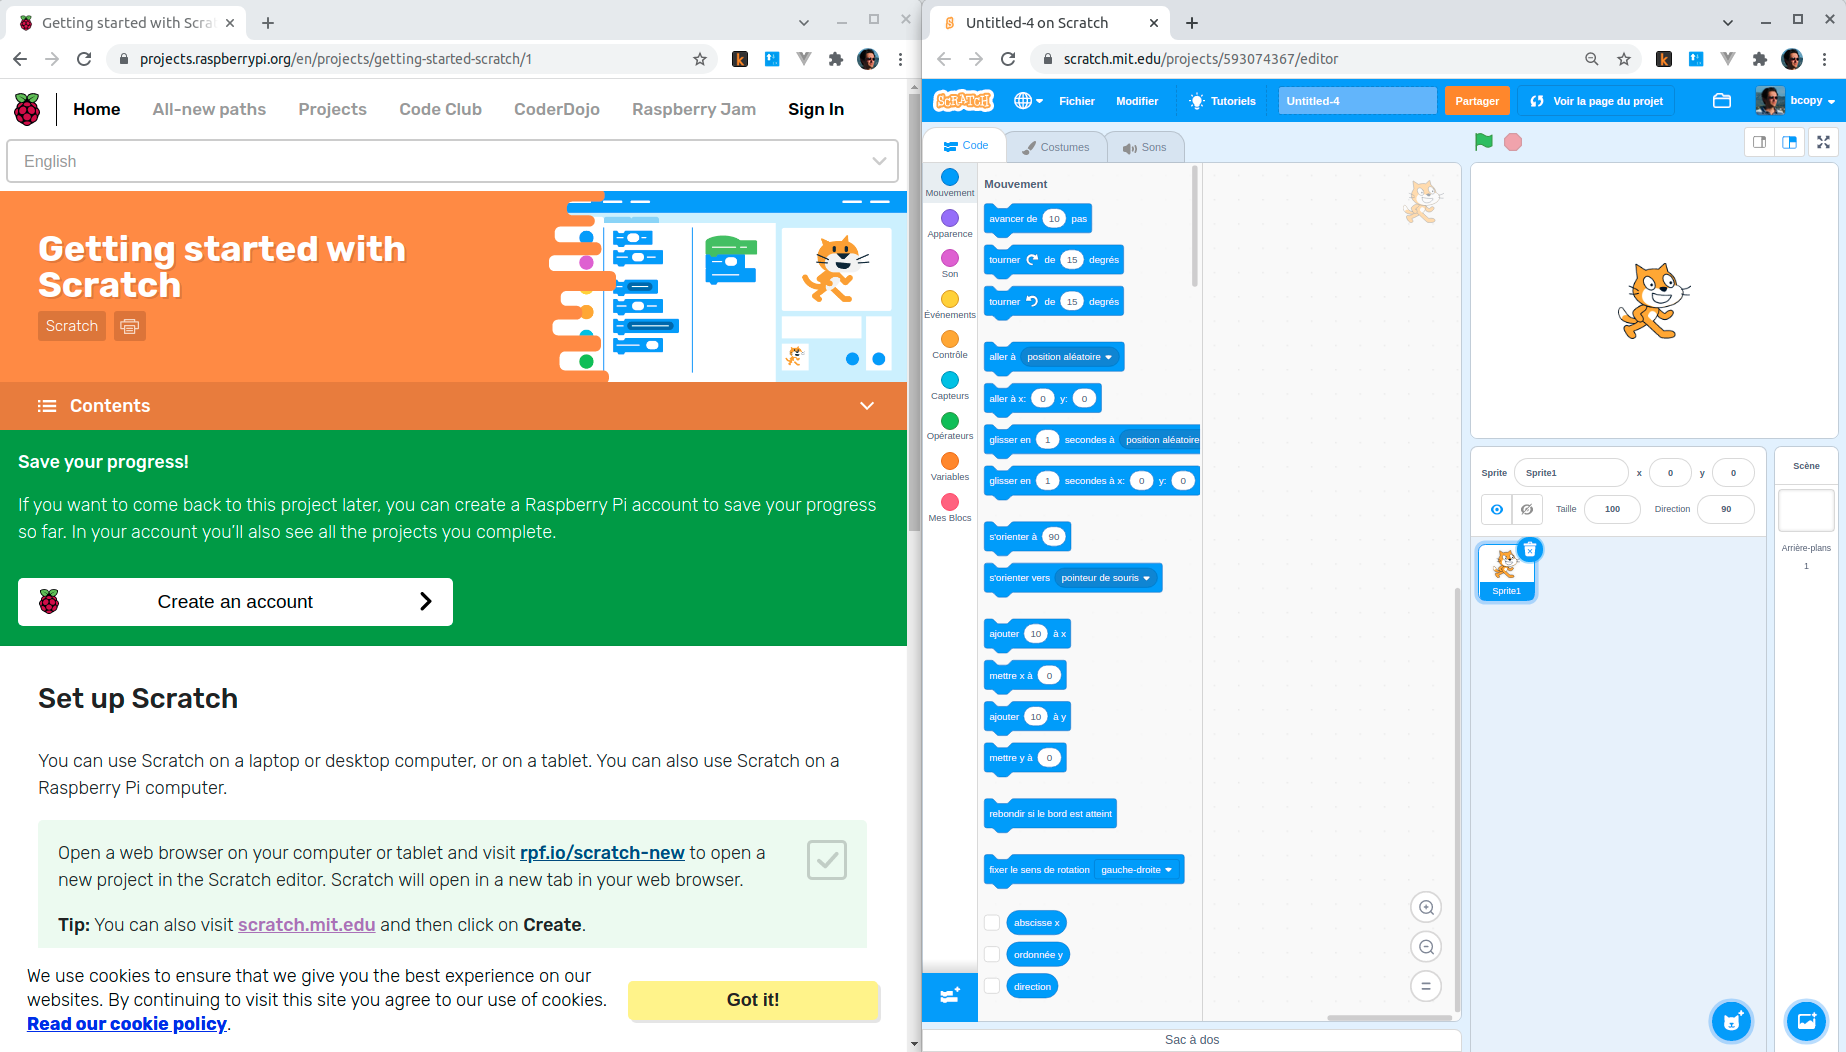 Getting started with Scra
projects.raspberrypi.org/en/projects/getting-started-scratch/1
Home
All-new paths
Projects
Code Club
CoderDojo
Raspberry Jam
Sign In
English
Getting started with
Scratch
Scratch
Contents
Save your progress!
If you want to come back to this project later, you can create a Raspberry Pi account to save your progress
so far. In your account you'll also see all the projects you complete.
Create an account
Set up Scratch
You can use Scratch on a laptop or desktop computer, or on a tablet. You can also use Scratch on a
Raspberry Pi computer.
Open a web browser on your computer or tablet and visit rpf.io/scratch-new to open a
new project in the Scratch editor. Scratch will open in a new tab in your web browser.
Tip: You can also visit scratch.mit.edu and then click on Create.
We use cookies to ensure that we give you the best experience on our
websites. By continuing to visit this site you agree to our use of cookies.
Read our cookie policy.
Got it!
Untitled-4 on Scratch
scratch.mit.edu/projects/593074367/editor
SCRATCH
Fichier
Modifier
Tutoriels
Untitled-4
Partager
Voir la page du projet
bcopy
Code
Costumes
Sons
Mouvement
Apparence
Son
Événements
Contrôle
Capteurs
Opérateurs
Variables
Mes Blocs
Mouvement
avancer de 10 pas
tourner de 15 degrés
tourner de 15 degrés
aller à position aléatoire
aller à x: 0 y: 0
glisser en 1 secondes à position aléatoire
glisser en 1 secondes à x: 0 y: 0
s'orienter à 90
s'orienter vers pointeur de souris
ajouter 10 à x
mettre x à 0
ajouter 10 à y
mettre y à 0
rebondir si le bord est atteint
fixer le sens de rotation gauche-droite
abscisse x
ordonnée y
direction
Sac à dos
Sprite Sprite1 x 0 y 0
Taille 100 Direction 90
Sprite1
Scène
Arrière-plans
1